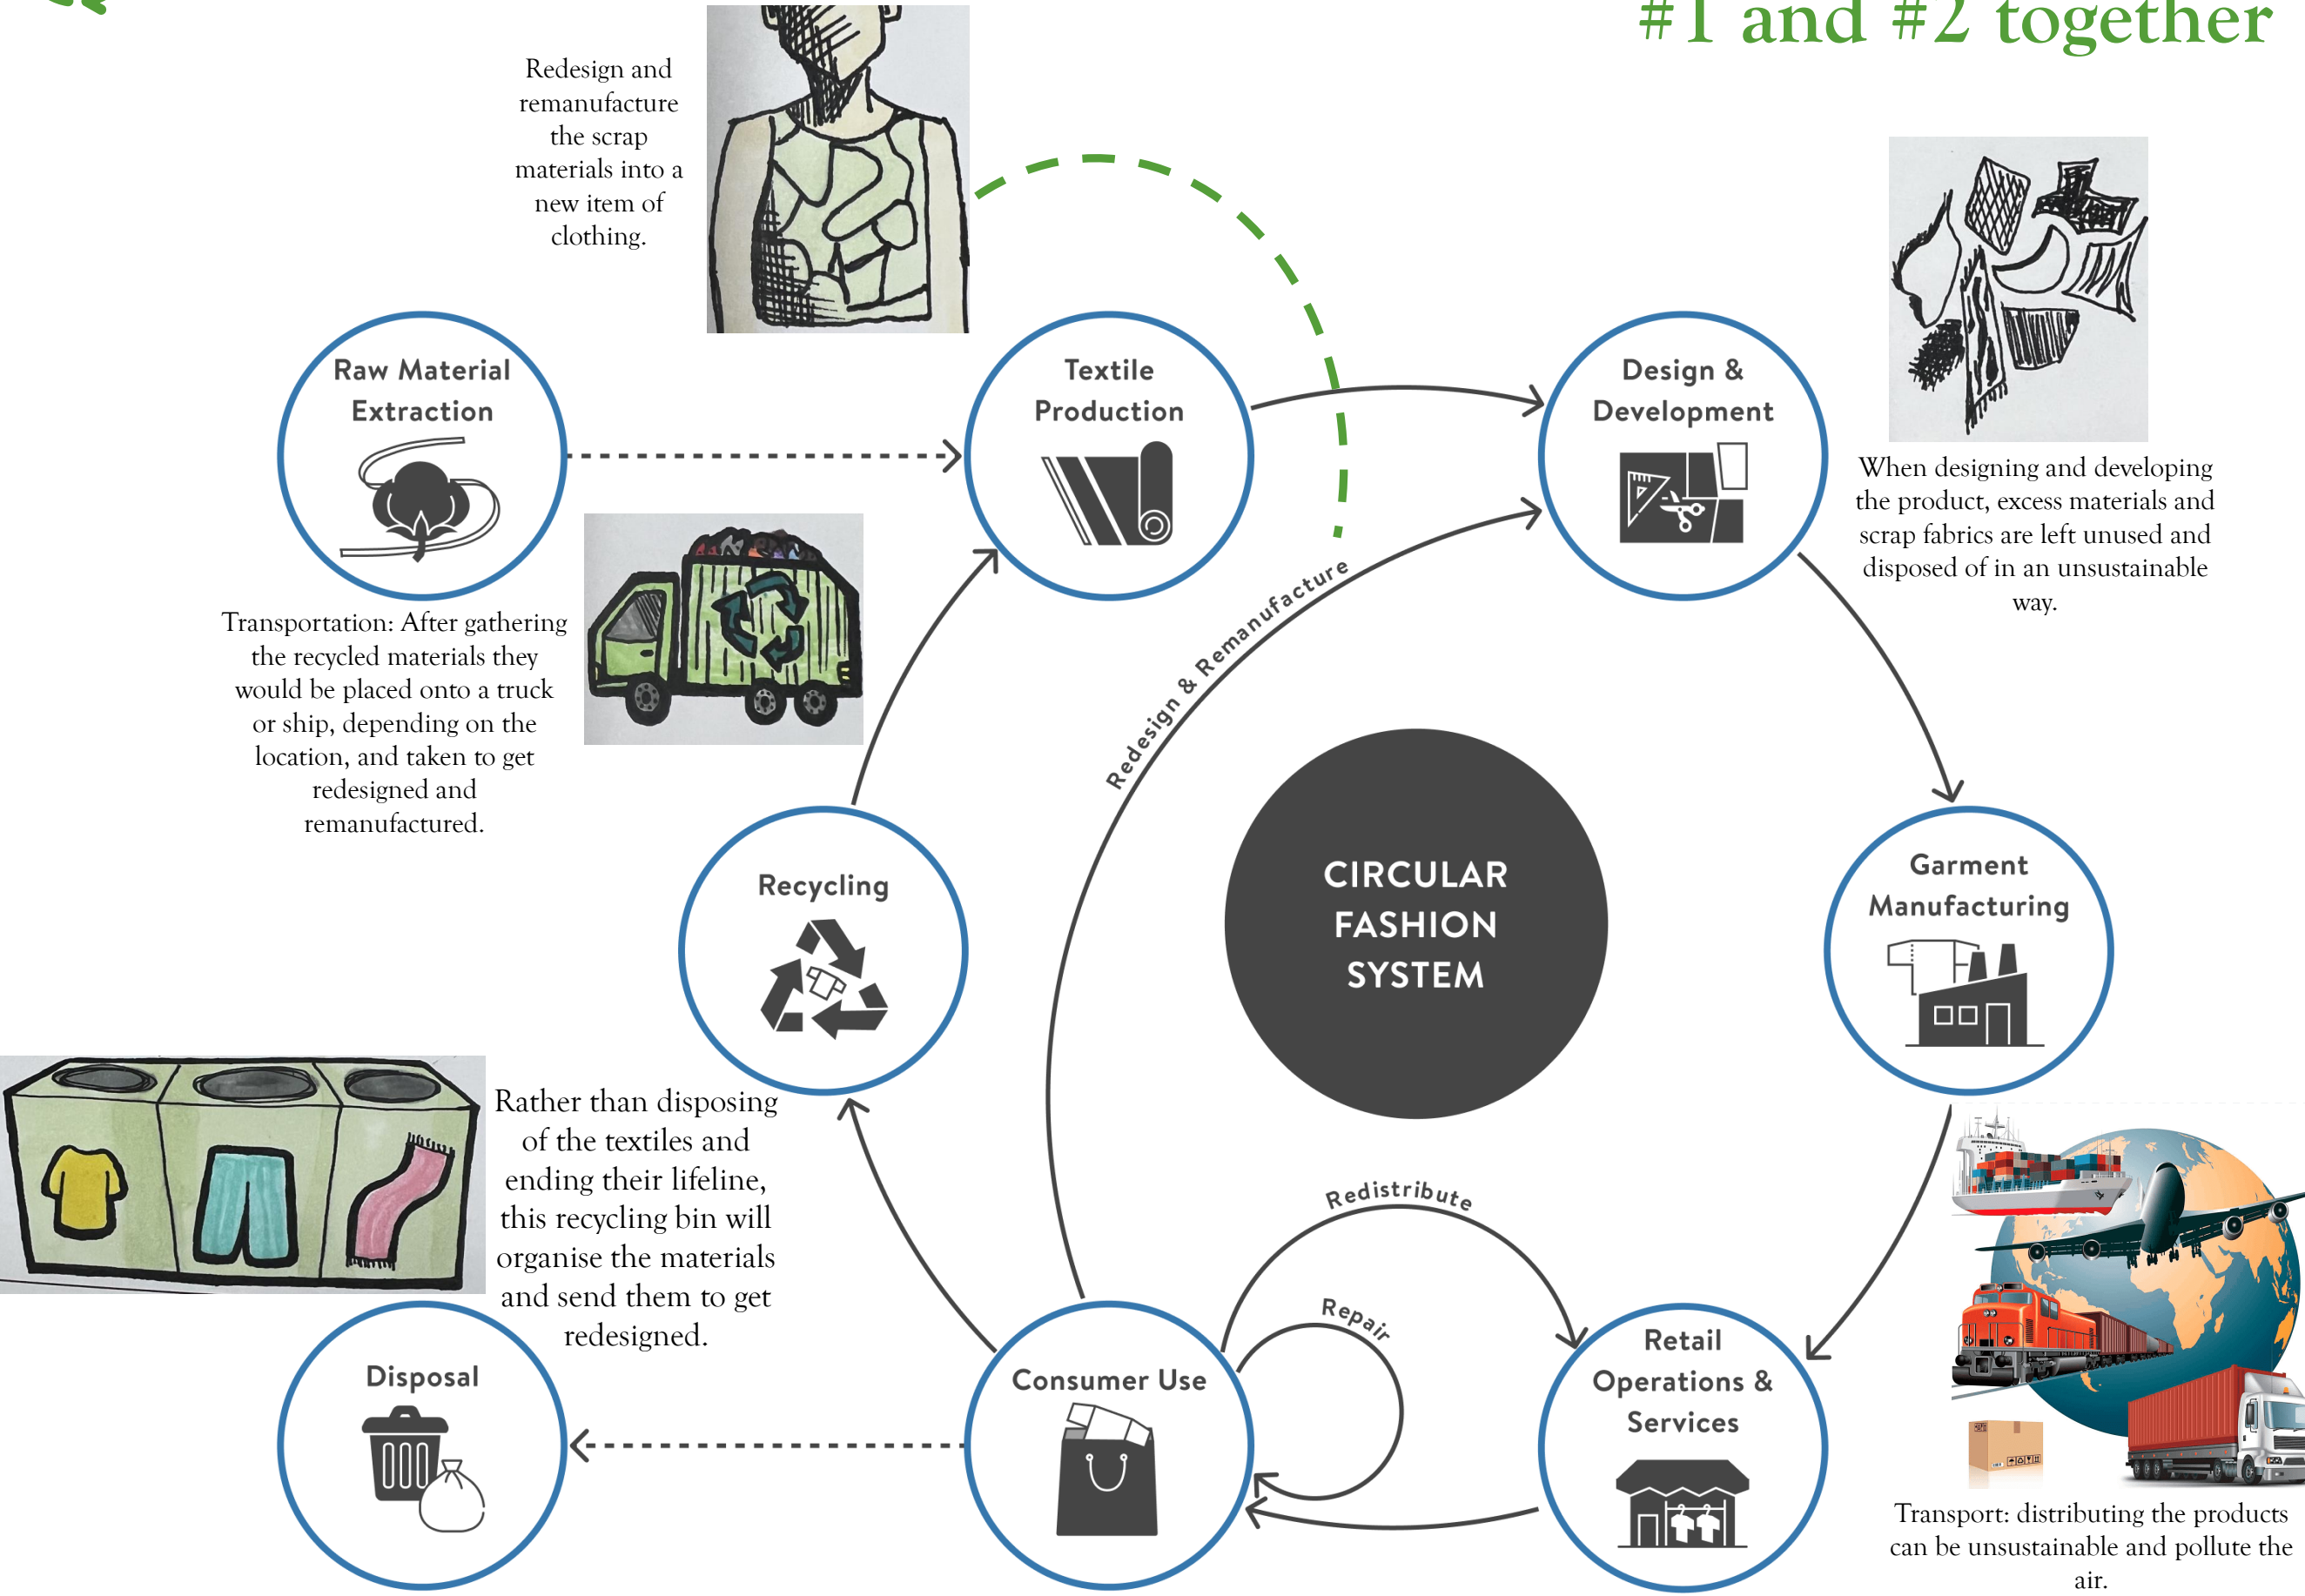 #1 and #2 together
Redesign and
remanufacture
the scrap
materials into a
new item of
clothing.
Raw Material
Extraction
Textile
Production
Design &
Development
When designing and developing
the product, excess materials and
scrap fabrics are left unused and
disposed of in an unsustainable
way.
Transportation: After gathering
the recycled materials they
would be placed onto a truck
or ship, depending on the
location, and taken to get
redesigned and
remanufactured.
Redesign & Remanufacture
Recycling
CIRCULAR
FASHION
SYSTEM
Garment
Manufacturing
Rather than disposing
of the textiles and
ending their lifeline,
this recycling bin will
organise the materials
and send them to get
redesigned.
Redistribute
Repair
Disposal
Consumer Use
Retail
Operations &
Services
Transport: distributing the products
can be unsustainable and pollute the
air.